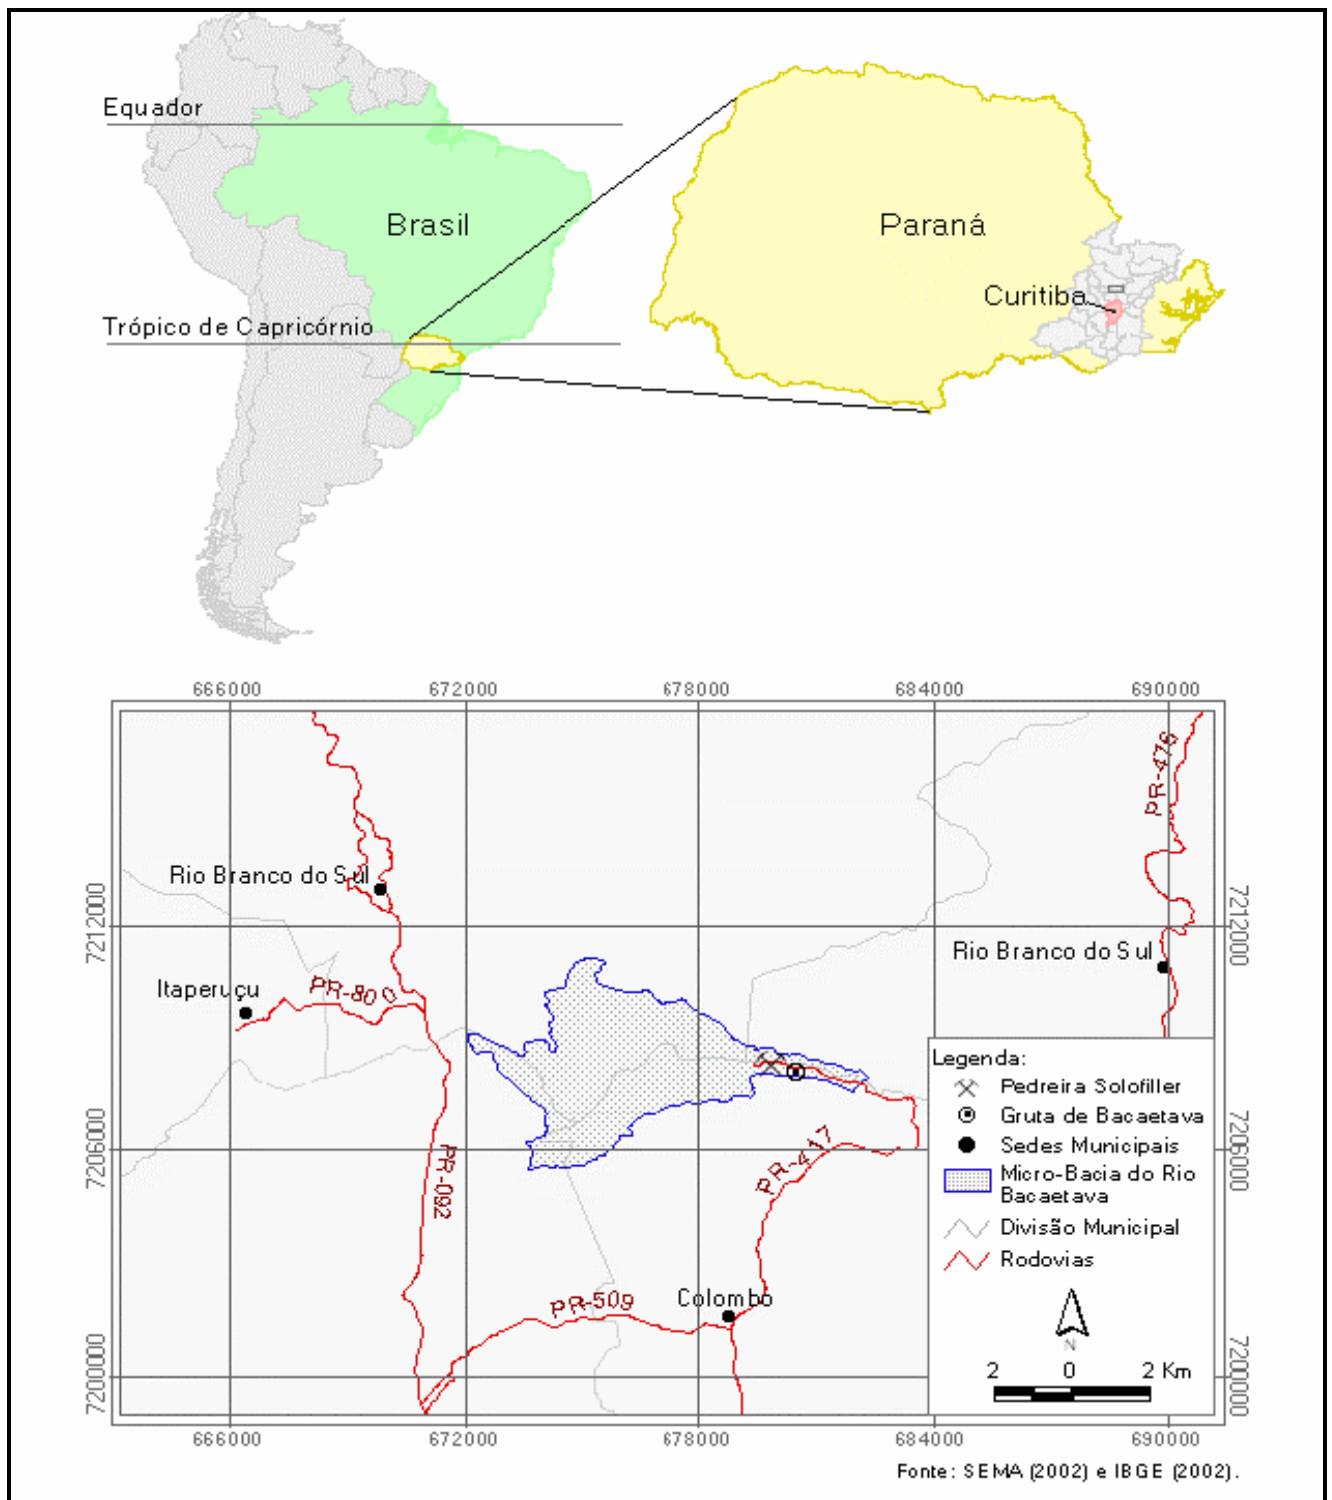 Equador
Brasil
Paraná
Curitiba
Trópico de Capricórnio
666000 672000 678000 684000 690000
PR-476
Rio Branco do Sul
7212000 7212000
Rio Branco do Sul
Itaperuçu
PR-800
Legenda:
Pedreira Solofiller
Gruta de Bacaetava
Sedes Municipais
Micro-Bacia do Rio
Bacaetava
Divisão Municipal
Rodovias
7206000 7206000
PR-092
PR-417
Colombo
PR-509
N
2 0 2 Km
7200000 7200000
666000 672000 678000 684000 690000
Fonte: SEMA (2002) e IBGE (2002).